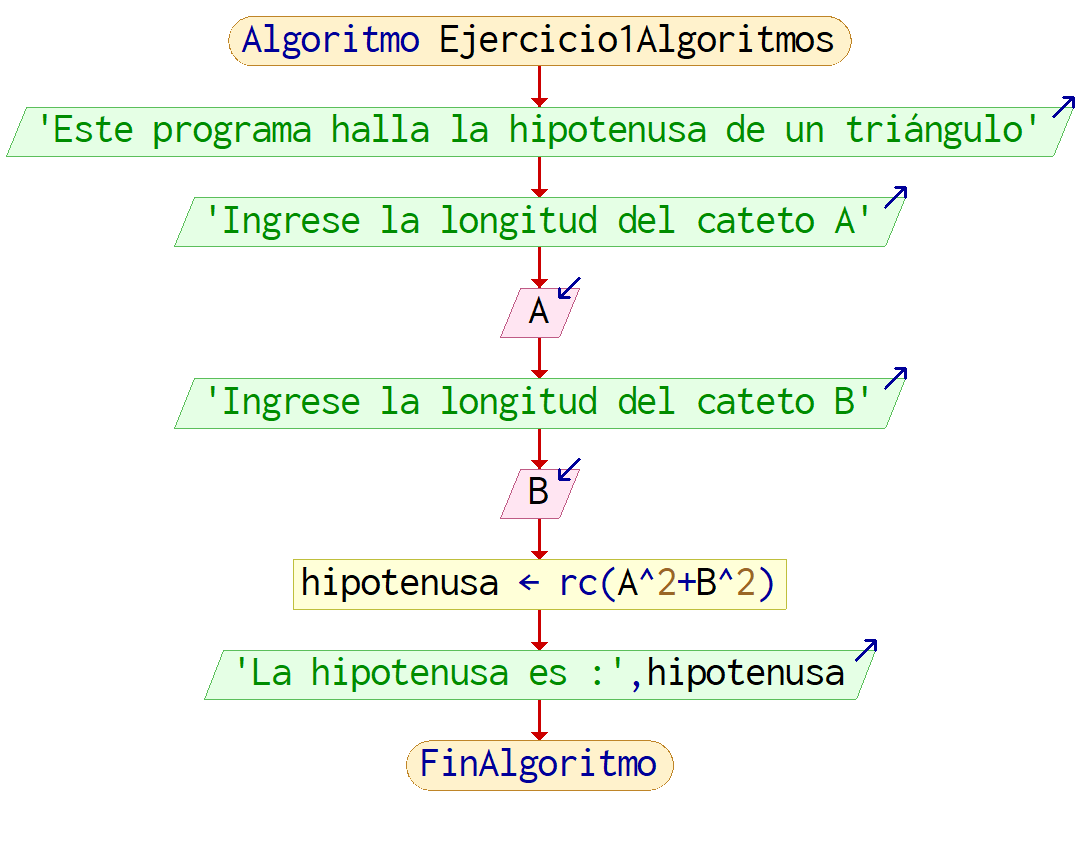 Algoritmo Ejercicio1Algoritmos
'Este programa halla la hipotenusa de un triángulo'
'Ingrese la longitud del cateto A'
A
'Ingrese la longitud del cateto B'
B
hipotenusa ← rc(A^2+B^2)
'La hipotenusa es :',hipotenusa
FinAlgoritmo